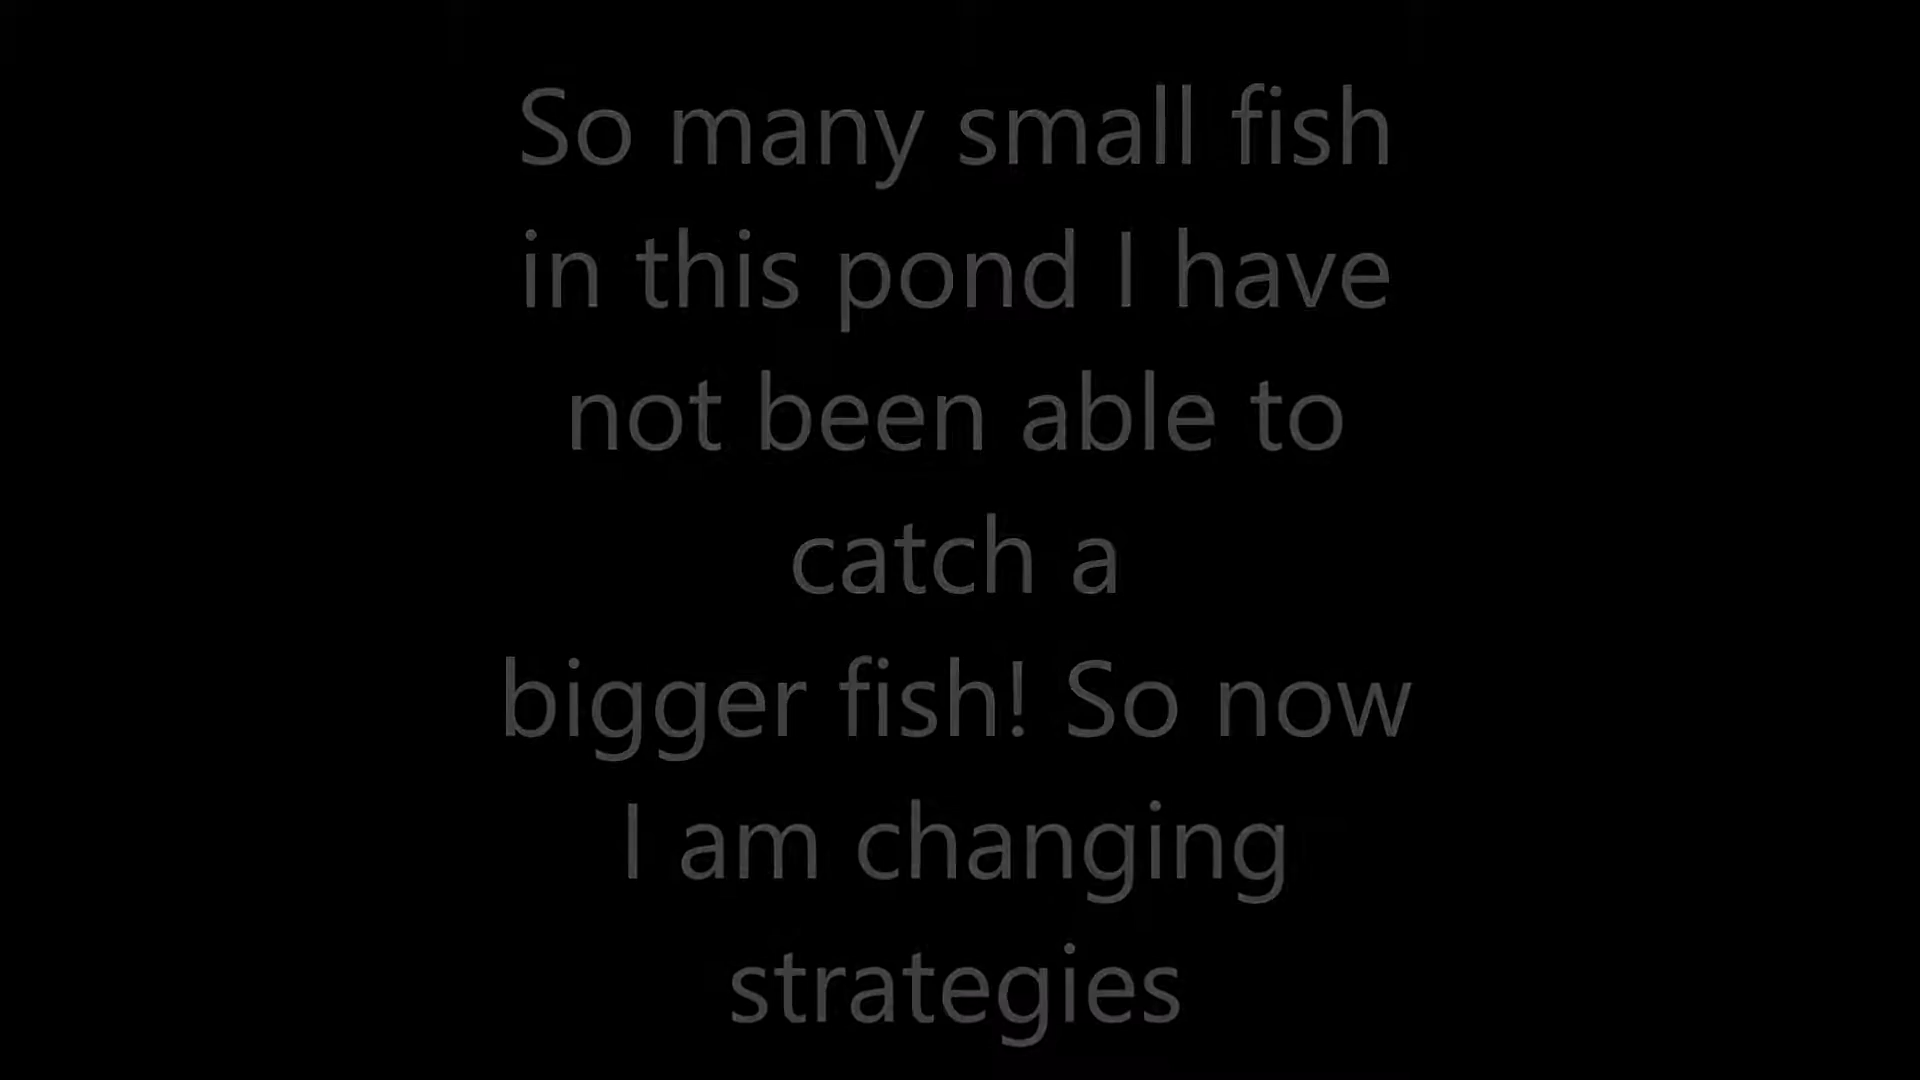 So many small fish
in this pond I have
not been able to
catch a
bigger fish! So now
I am changing
strategies